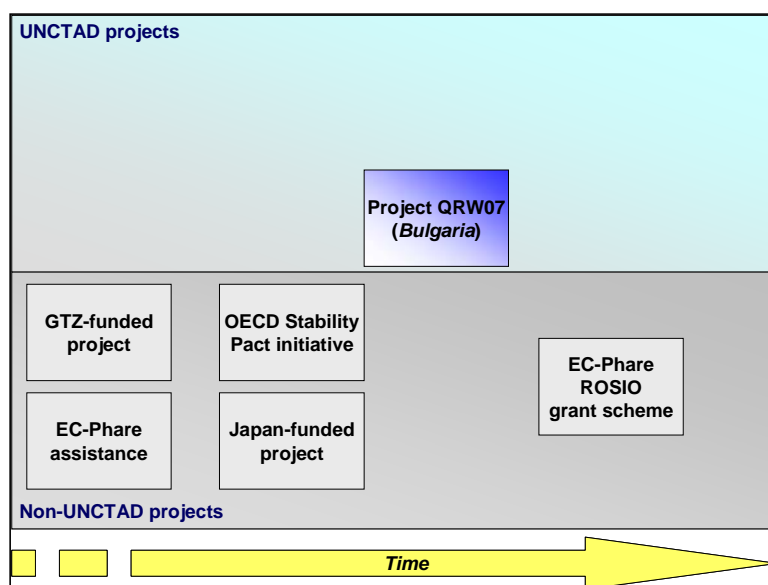 UNCTAD projects
Project QRW07
(Bulgaria)
GTZ-funded
project
OECD Stability
Pact initiative
EC-Phare
ROSIO
grant scheme
EC-Phare
assistance
Japan-funded
project
Non-UNCTAD projects
Time